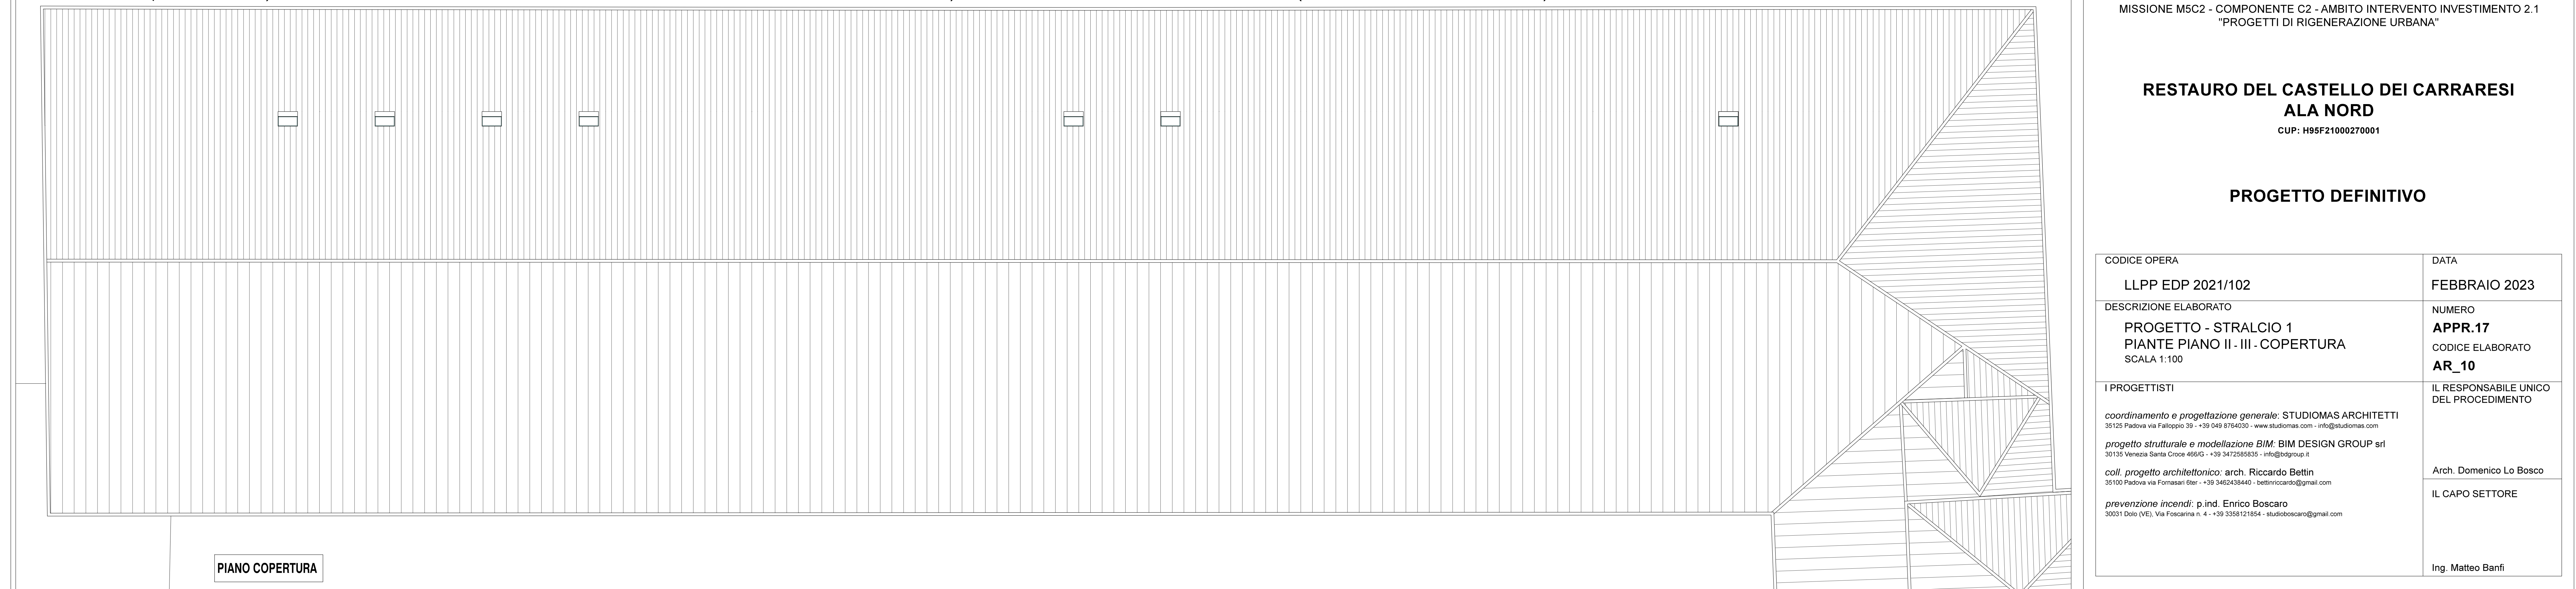 MISSIONE M5C2 - COMPONENTE C2 - AMBITO INTERVENTO INVESTIMENTO 2.1
"PROGETTI DI RIGENERAZIONE URBANA"
RESTAURO DEL CASTELLO DEI CARRARESI
ALA NORD
CUP: H95F21000270001
PROGETTO DEFINITIVO
CODICE OPERA
LLPP EDP 2021/102
DATA
FEBBRAIO 2023
DESCRIZIONE ELABORATO
PROGETTO - STRALCIO 1
PIANTE PIANO II - III - COPERTURA
SCALA 1:100
NUMERO
APPR.17
CODICE ELABORATO
AR_10
I PROGETTISTI
coordinamento e progettazione generale: STUDIOMAS ARCHITETTI
35125 Padova via Falloppio 39 - +39 049 8764030 - www.studiomas.com - info@studiomas.com
progetto strutturale e modellazione BIM: BIM DESIGN GROUP srl
30135 Venezia Santa Croce 466/G - +39 3472585835 - info@bdgroup.it
coll. progetto architettonico: arch. Riccardo Bettin
35100 Padova via Fornasari 6ter - +39 3462438440 - bettinriccardo@gmail.com
prevenzione incendi: p.ind. Enrico Boscaro
30031 Dolo (VE), Via Foscarina n. 4 - +39 3358121854 - studioboscaro@gmail.com
IL RESPONSABILE UNICO
DEL PROCEDIMENTO
Arch. Domenico Lo Bosco
IL CAPO SETTORE
Ing. Matteo Banfi
PIANO COPERTURA